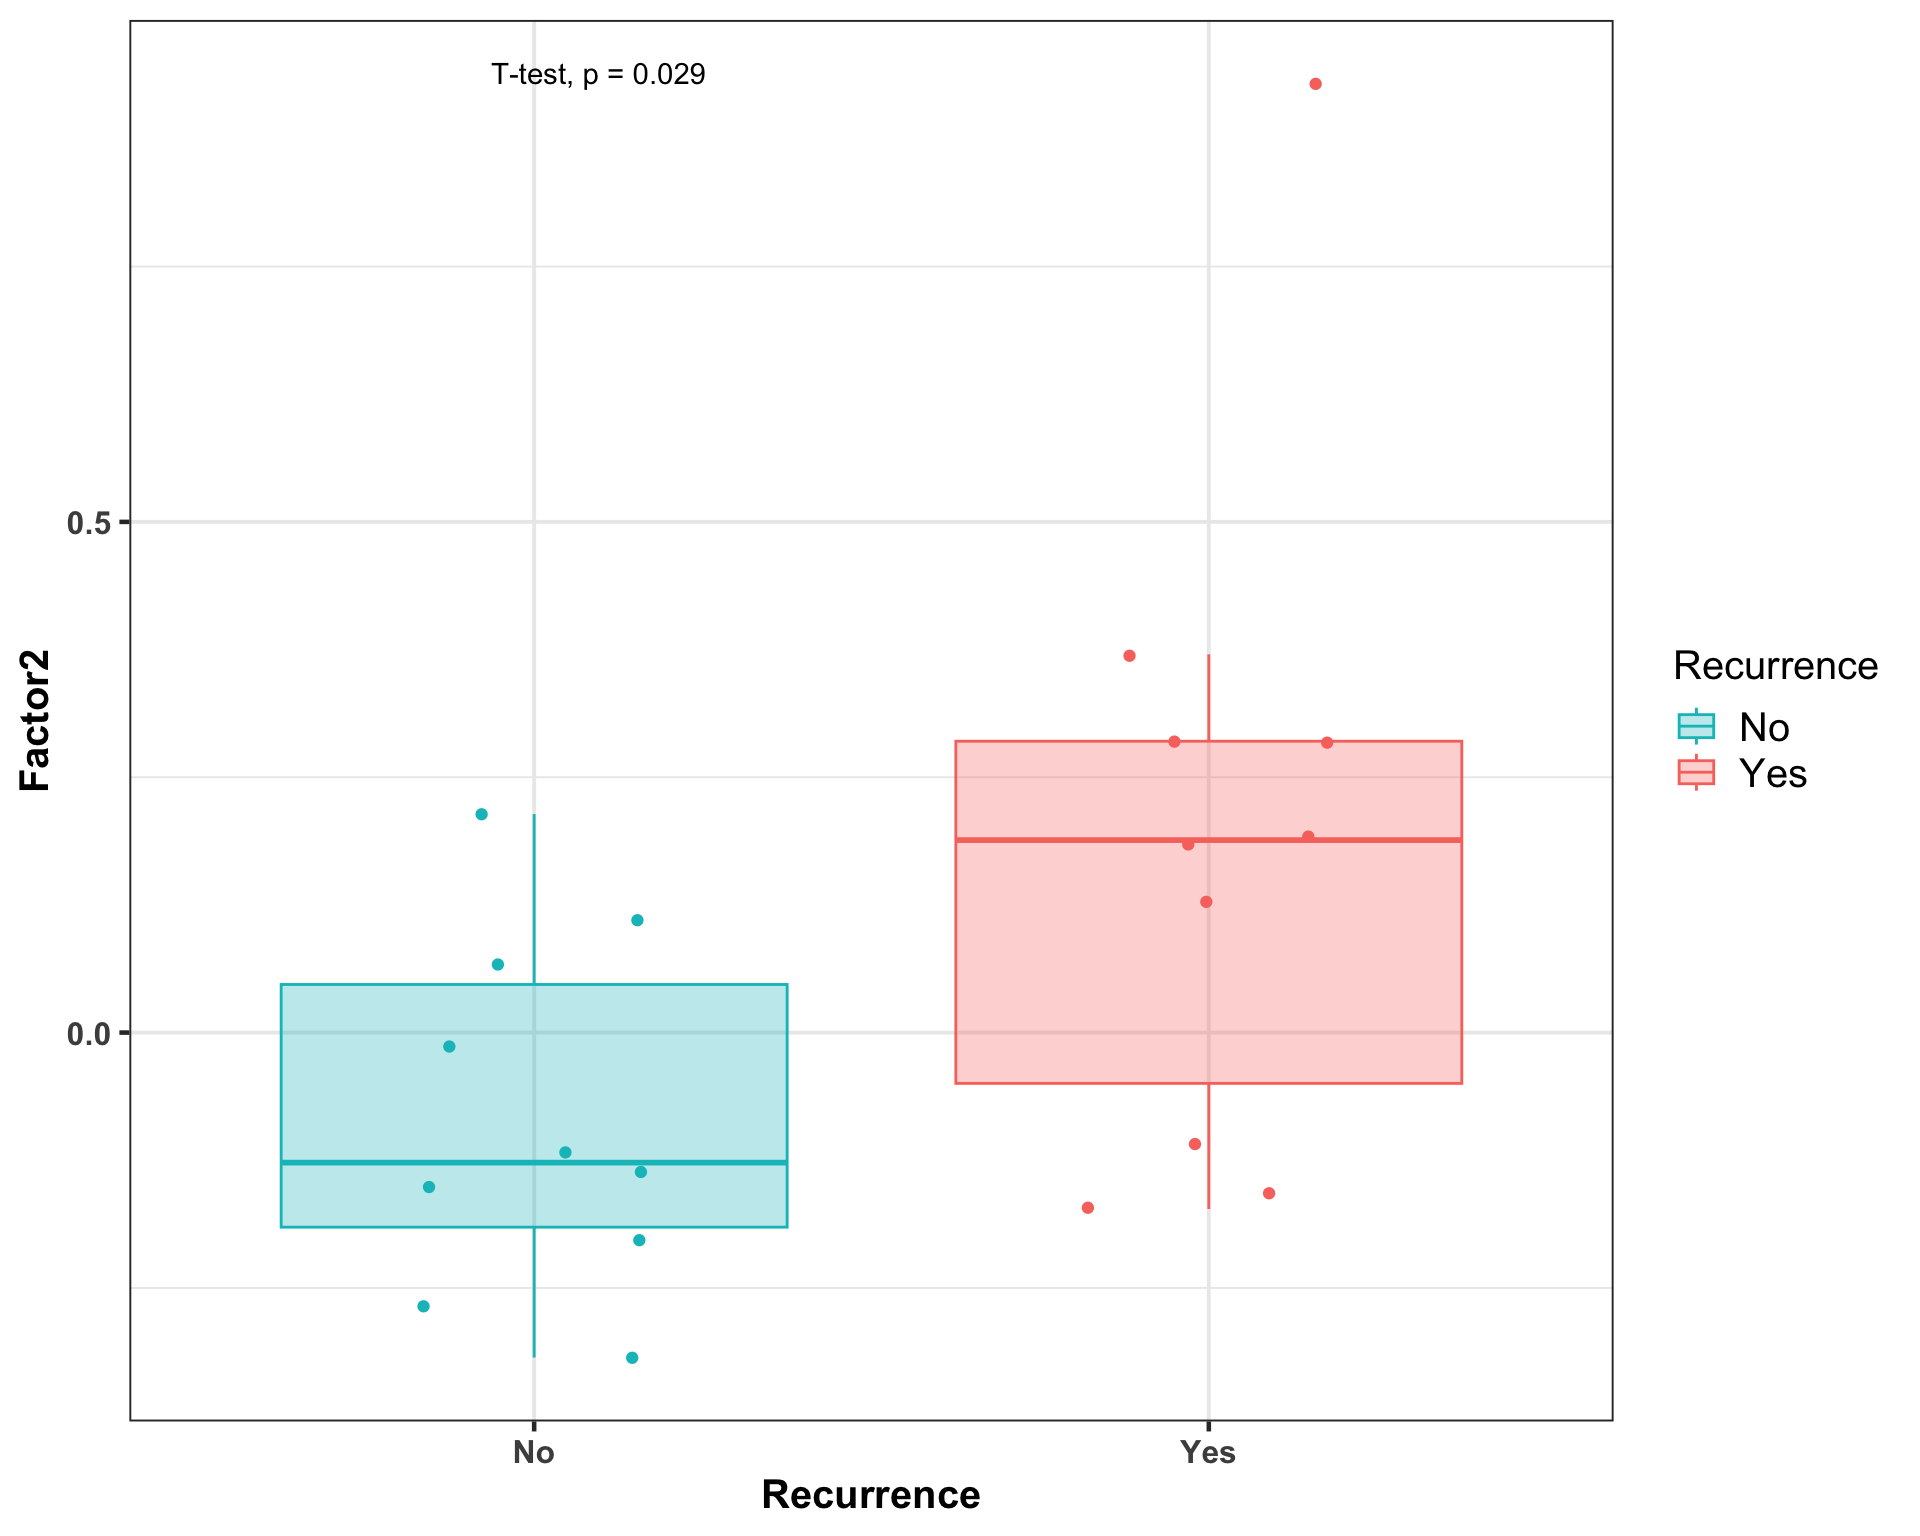 T-test, p = 0.029
0.5
0.0
Factor2
No
Yes
Recurrence
Recurrence
No
Yes